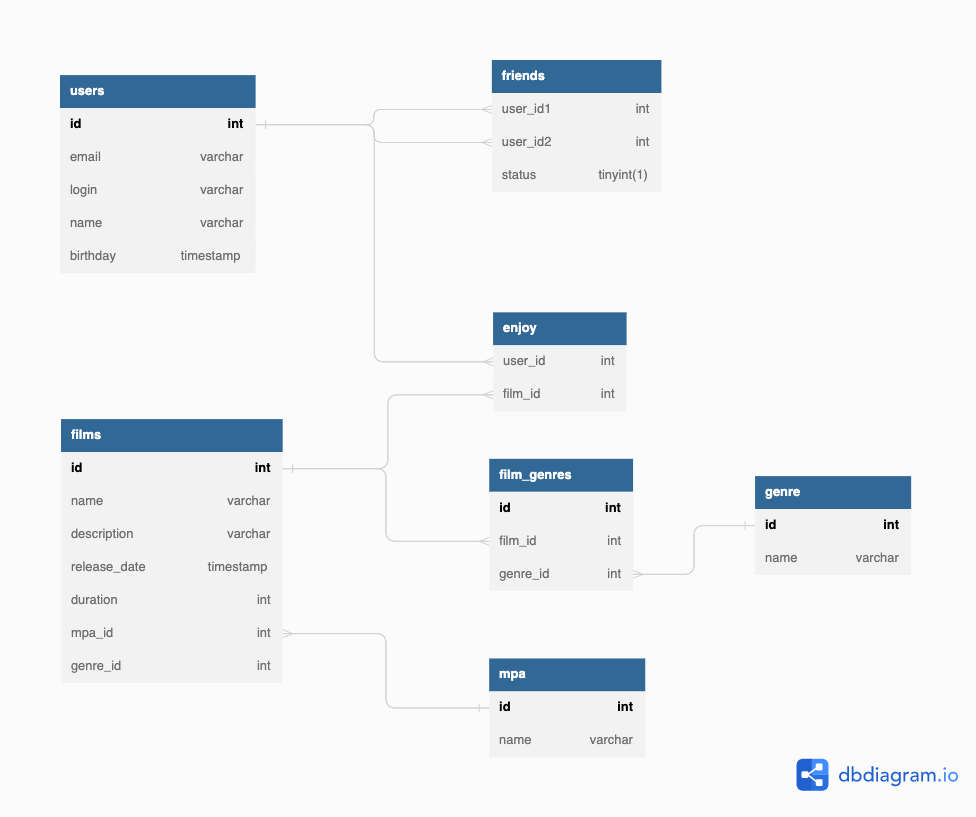 users
id int
email varchar
login varchar
name varchar
birthday timestamp
friends
user_id1 int
user_id2 int
status tinyint(1)
enjoy
user_id int
film_id int
films
id int
name varchar
description varchar
release_date timestamp
duration int
mpa_id int
genre_id int
film_genres
id int
film_id int
genre_id int
genre
id int
name varchar
mpa
id int
name varchar
dbdiagram.io